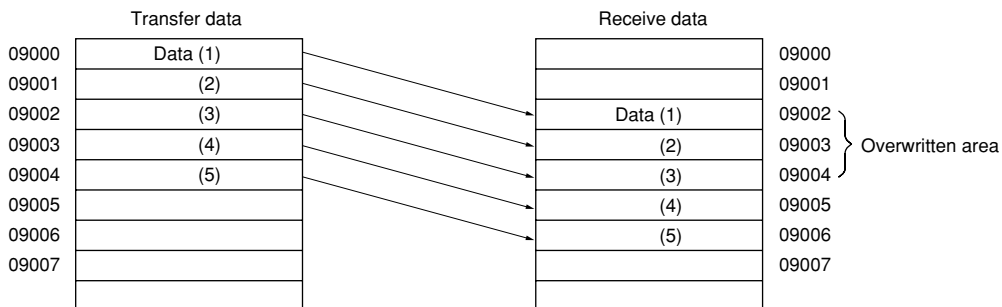 Transfer data Receive data
09000 Data (1) 09000
09001 (2) 09001
09002 (3) Data (1) 09002
09003 (4) (2) 09003 Overwritten area
09004 (5) (3) 09004
09005 (4) 09005
09006 (5) 09006
09007 09007